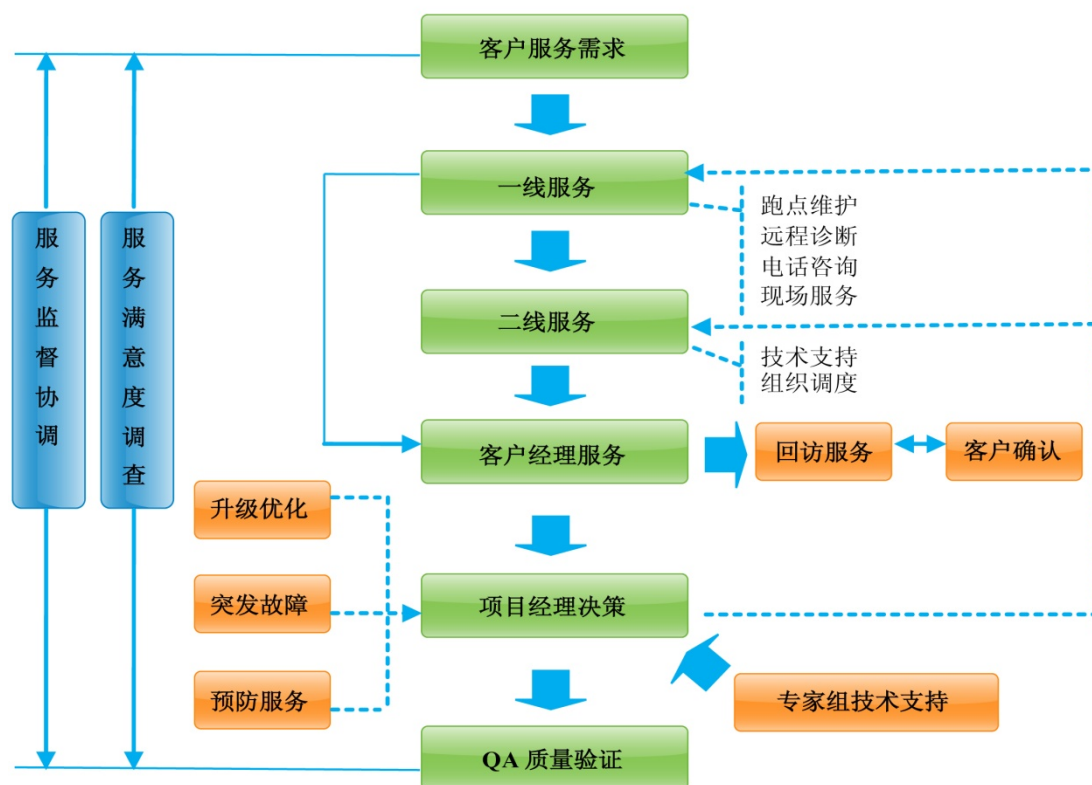 客户服务需求
一线服务
跑点维护
远程诊断
电话咨询
现场服务
服务监督协调
服务满意度调查
二线服务
技术支持
组织调度
客户经理服务
回访服务
客户确认
升级优化
突发故障
项目经理决策
预防服务
专家组技术支持
QA 质量验证